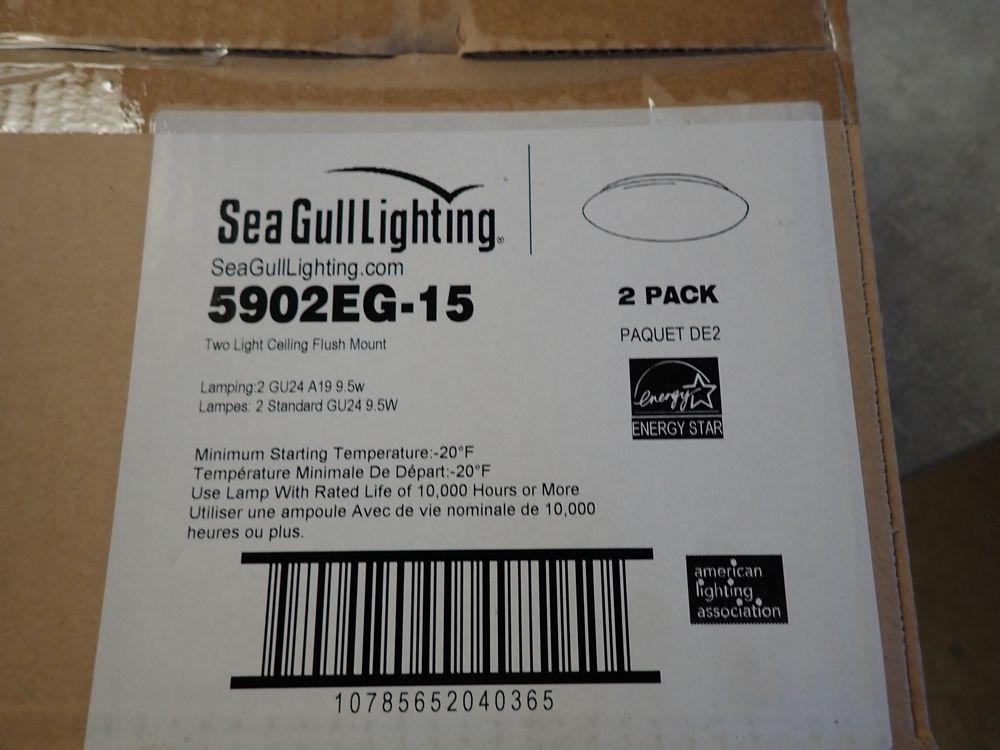 Sea Gull Lighting®
SeaGullLighting.com
5902EG-15
Two Light Ceiling Flush Mount
2 PACK
PAQUET DE2
energy
ENERGY STAR
Lamping:2 GU24 A19 9.5w
Lampes: 2 Standard GU24 9.5W
Minimum Starting Temperature:-20°F
Température Minimale De Départ:-20°F
Use Lamp With Rated Life of 10,000 Hours or More
Utiliser une ampoule Avec de vie nominale de 10,000
heures ou plus.
american
lighting
association
10785652040365